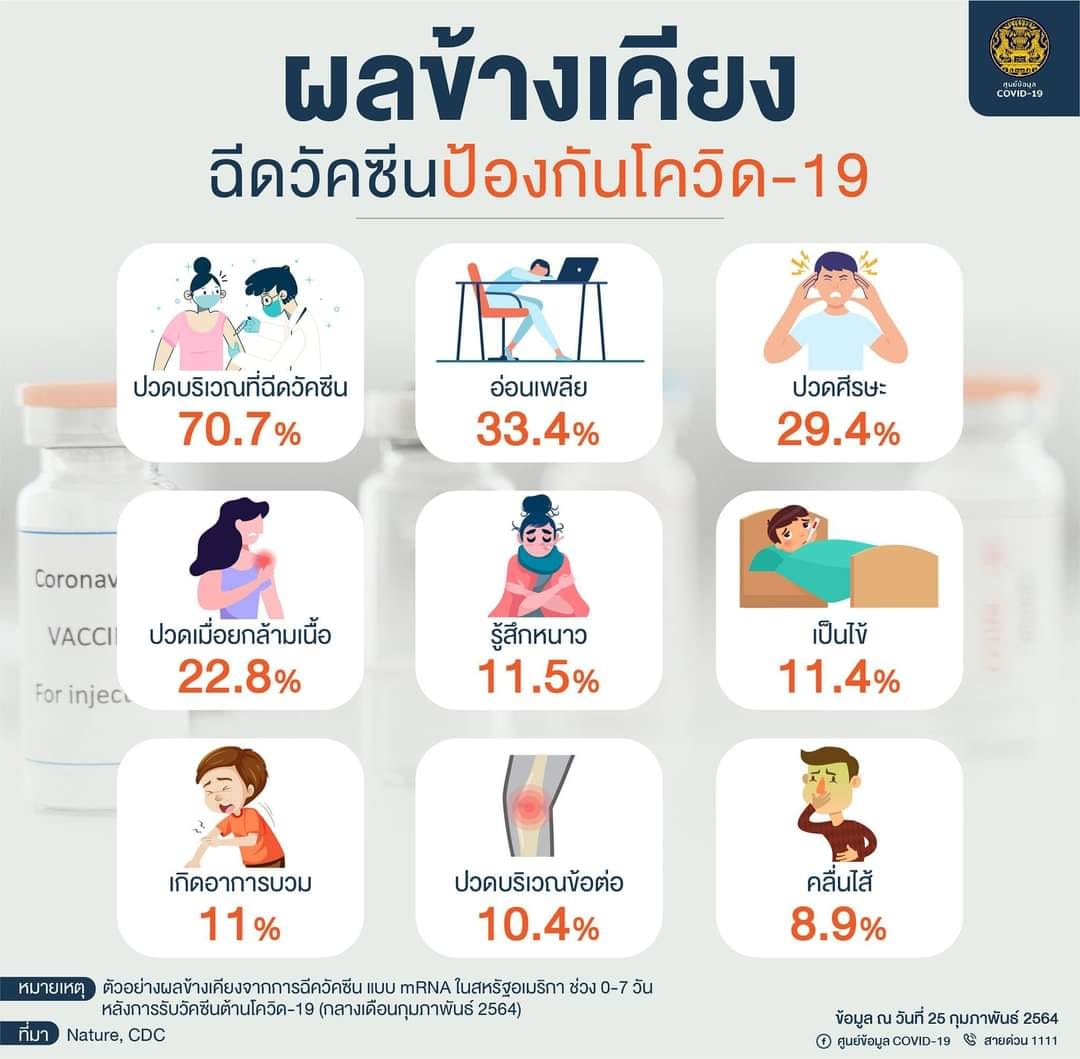 ศูนย์ข้อมูล
COVID-19
ผลข้างเคียง
ฉีดวัคซีนป้องกันโควิด-19
ปวดบริเวณที่ฉีดวัคซีน
70.7%
อ่อนเพลีย
33.4%
ปวดศีรษะ
29.4%
ปวดเมื่อยกล้ามเนื้อ
22.8%
รู้สึกหนาว
11.5%
เป็นไข้
11.4%
เกิดอาการบวม
11%
ปวดบริเวณข้อต่อ
10.4%
คลื่นไส้
8.9%
Coronav
VACCI
For inject
หมายเหตุ ตัวอย่างผลข้างเคียงจากการฉีดวัคซีน แบบ mRNA ในสหรัฐอเมริกา ช่วง 0-7 วัน
หลังการรับวัคซีนต้านโควิด-19 (กลางเดือนกุมภาพันธ์ 2564)
ที่มา Nature, CDC
ข้อมูล ณ วันที่ 25 กุมภาพันธ์ 2564
ศูนย์ข้อมูล COVID-19 สายด่วน 1111